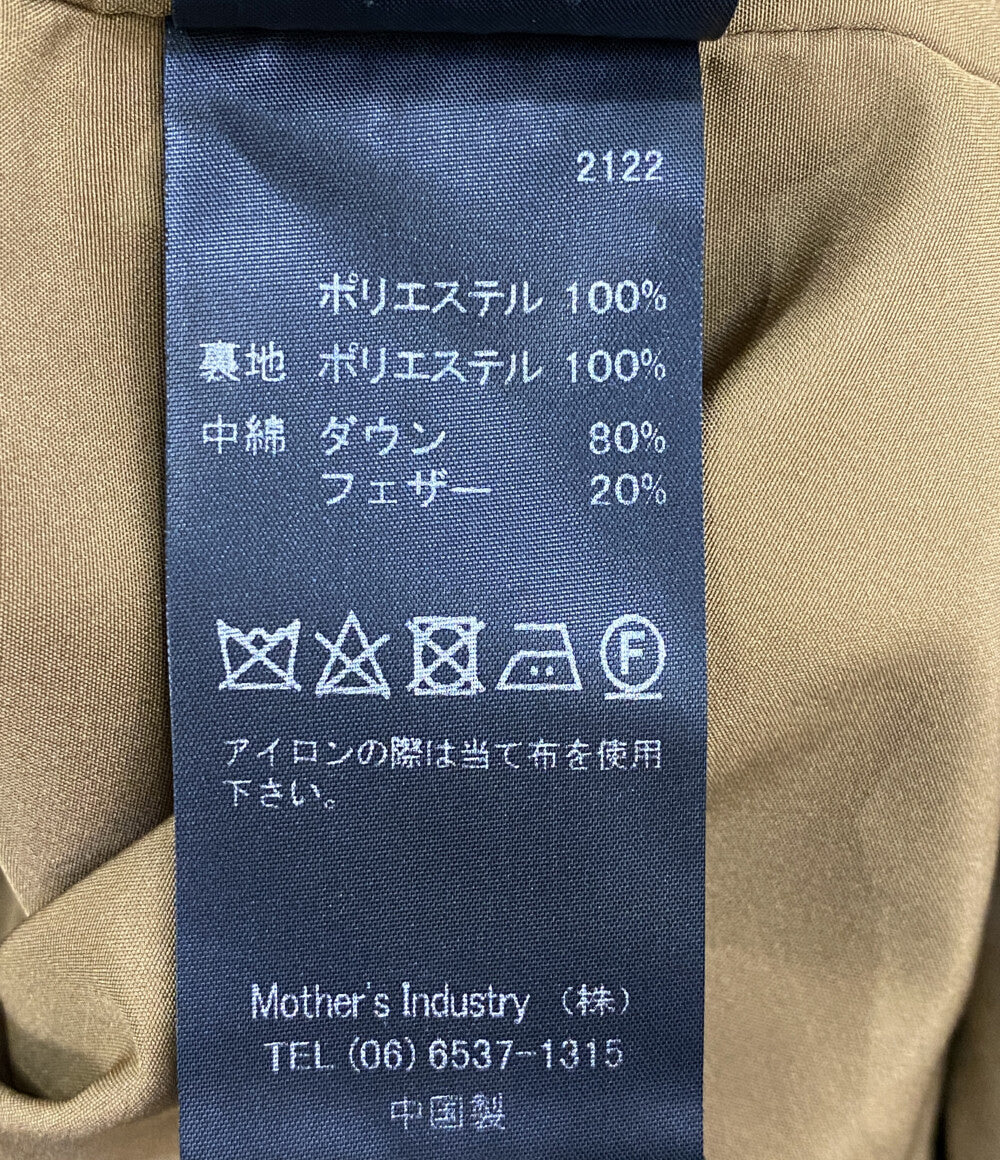 2122
ポリエステル 100%
裏地 ポリエステル 100%
中綿 ダウン 80%
フェザー 20%
F
アイロンの際は当て布を使用
下さい。
Mother's Industry (株)
TEL (06) 6537-1315
中国製